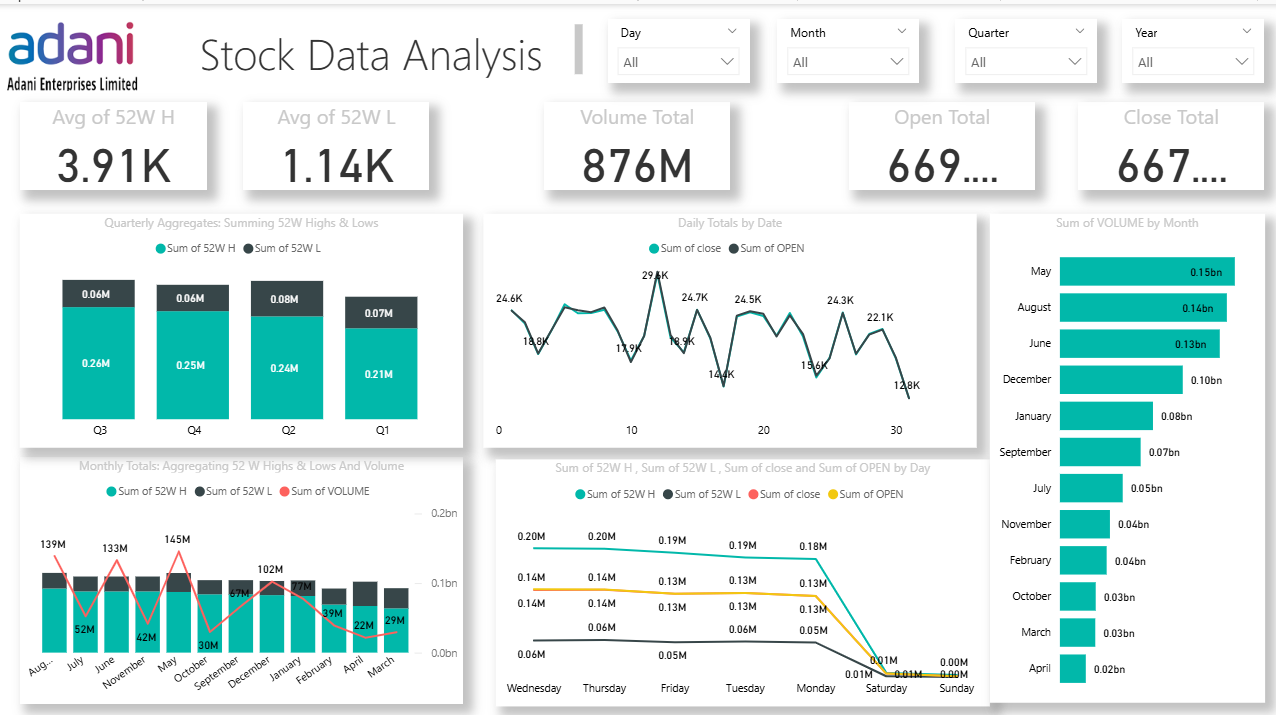 adani
Adani Enterprises Limited
Stock Data Analysis
Day
All
Month
All
Quarter
All
Year
All
Avg of 52W H
3.91K
Avg of 52W L
1.14K
Volume Total
876M
Open Total
669....
Close Total
667....
Quarterly Aggregates: Summing 52W Highs & Lows
Sum of 52W H Sum of 52W L
0.06M 0.06M 0.08M 0.07M
0.26M 0.25M 0.24M 0.21M
Q3 Q4 Q2 Q1
Daily Totals by Date
Sum of close Sum of OPEN
24.6K 18.8K 17.9K 29.5K 18.9K 24.7K 14.4K 24.5K 15.6K 24.3K 22.1K 12.8K
0 10 20 30
Sum of VOLUME by Month
May 0.15bn
August 0.14bn
June 0.13bn
December 0.10bn
January 0.08bn
September 0.07bn
July 0.05bn
November 0.04bn
February 0.04bn
October 0.03bn
March 0.03bn
April 0.02bn
Monthly Totals: Aggregating 52 W Highs & Lows And Volume
Sum of 52W H Sum of 52W L Sum of VOLUME
139M 52M 133M 42M 145M 30M 67M 102M 77M 39M 22M 29M
0.2bn
0.1bn
0.0bn
Aug... July June November May October September December January February April March
Sum of 52W H , Sum of 52W L , Sum of close and Sum of OPEN by Day
Sum of 52W H Sum of 52W L Sum of close Sum of OPEN
0.20M 0.20M 0.19M 0.19M 0.18M
0.14M 0.14M 0.13M 0.13M 0.13M
0.14M 0.14M 0.13M 0.13M 0.13M
0.06M 0.06M 0.05M 0.06M 0.05M
0.01M 0.00M
0.01M 0.01M 0.00M
Wednesday Thursday Friday Tuesday Monday Saturday Sunday